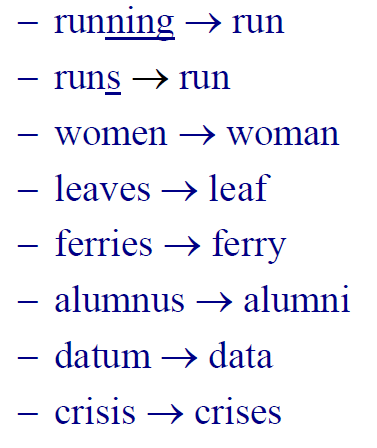 – running → run
– runs → run
– women → woman
– leaves → leaf
– ferries → ferry
– alumnus → alumni
– datum → data
– crisis → crises